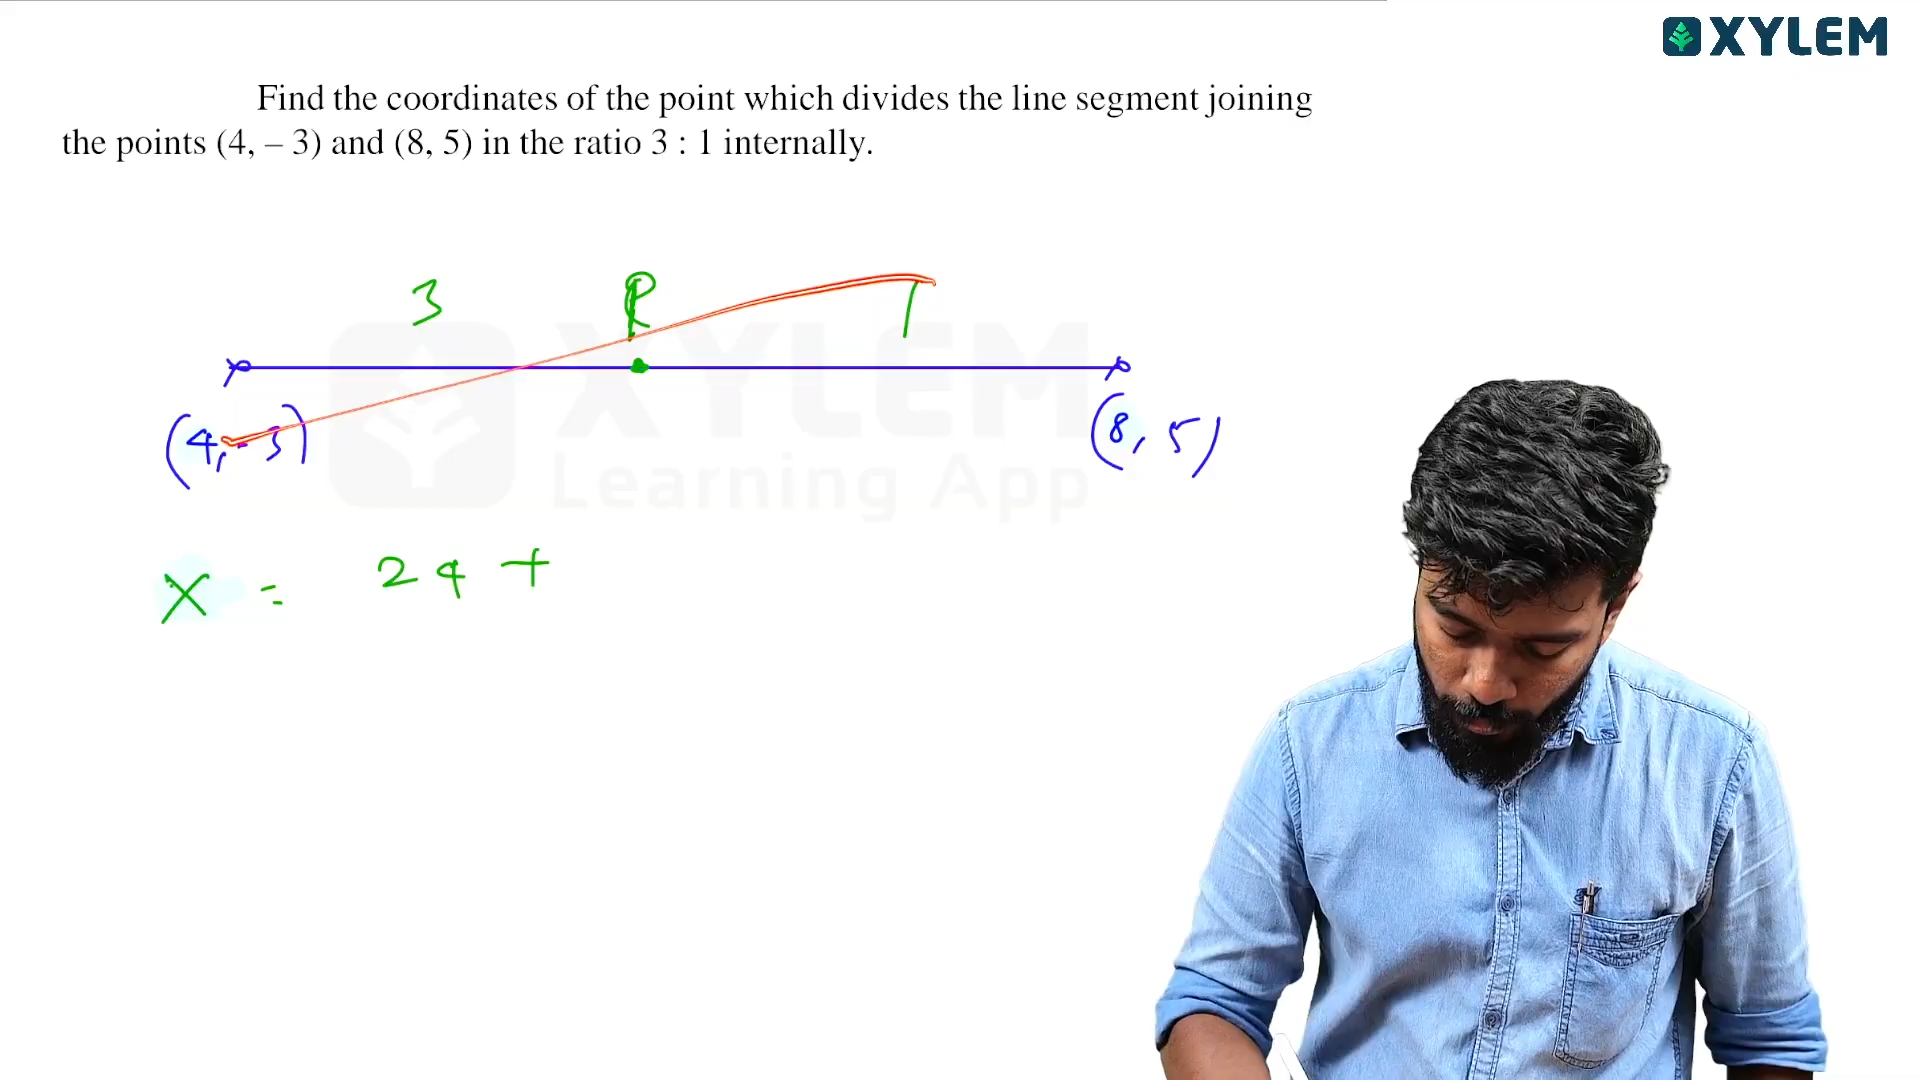 XYLEM
Find the coordinates of the point which divides the line segment joining
the points (4, – 3) and (8, 5) in the ratio 3 : 1 internally.
3 P 1
XYLEM
Learning App
(4, - 3) (8, 5)
X = 24 +